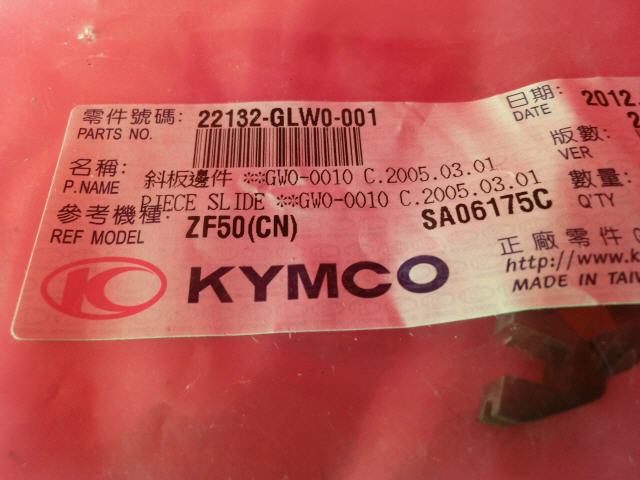 零件號碼: 22132-GLW0-001
PARTS NO.
日期: 2012.
DATE
版數: 2
VER
名稱: 斜板邊件 **GW0-0010 C.2005.03.01
P.NAME PIECE SLIDE **GW0-0010 C.2005.03.01
數量:
Q'TY
參考機種: ZF50(CN) SA06175C
REF MODEL
正廠零件
KYMCO
http://www.k
MADE IN TAI